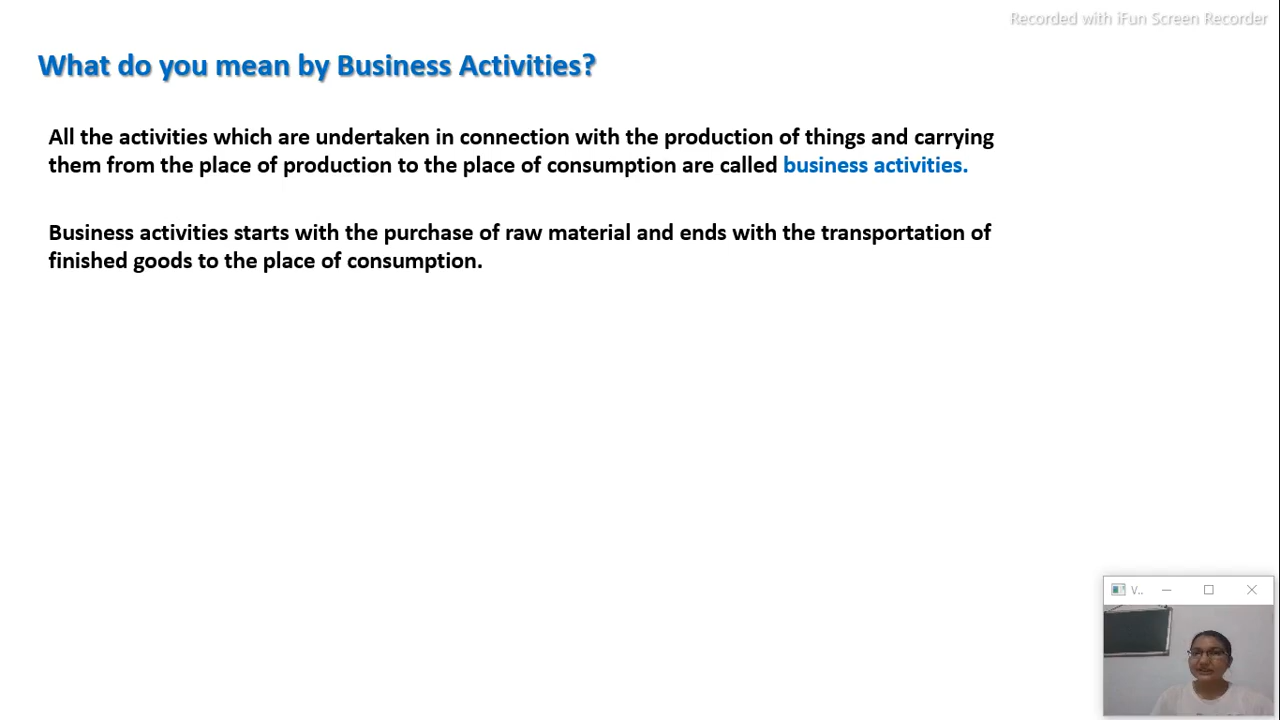 Recorded with iFun Screen Recorder
What do you mean by Business Activities?
All the activities which are undertaken in connection with the production of things and carrying
them from the place of production to the place of consumption are called business activities.
Business activities starts with the purchase of raw material and ends with the transportation of
finished goods to the place of consumption.
V..